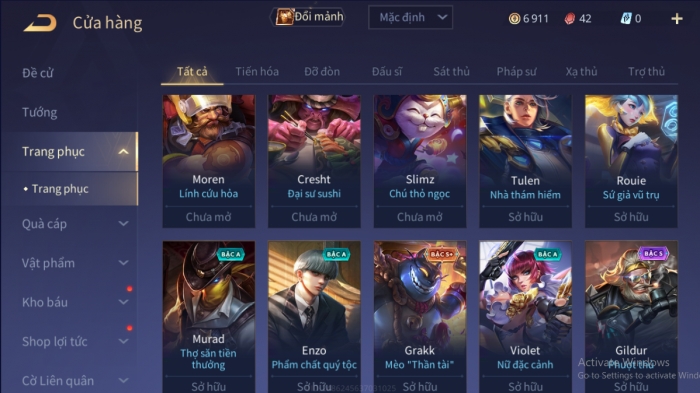 Cửa hàng
Đổi mảnh
Mặc định
6 911
42
0
+
Đề cử
Tướng
Trang phục
• Trang phục
Quà cáp
Vật phẩm
Kho báu
Shop lợi tức
Cờ Liên quân
Tất cả Tiến hóa Đỡ đòn Đấu sĩ Sát thủ Pháp sư Xạ thủ Trợ thủ
Moren
Lính cứu hỏa
Chưa mở
Cresht
Đại sư sushi
Chưa mở
Slimz
Chú thỏ ngọc
Chưa mở
Tulen
Nhà thám hiểm
Sở hữu
Rouie
Sứ giả vũ trụ
Sở hữu
BẬC A
Murad
Thợ săn tiền
thưởng
Sở hữu
BẬC A
Enzo
Phẩm chất quý tộc
Sở hữu
BẬC S+
Grakk
Mèo "Thần tài"
Sở hữu
BẬC A
Violet
Nữ đặc cảnh
Sở hữu
BẬC S
Gildur
Phượt thủ
Sở hữu
Activate Windows
Go to Settings to activate Wind